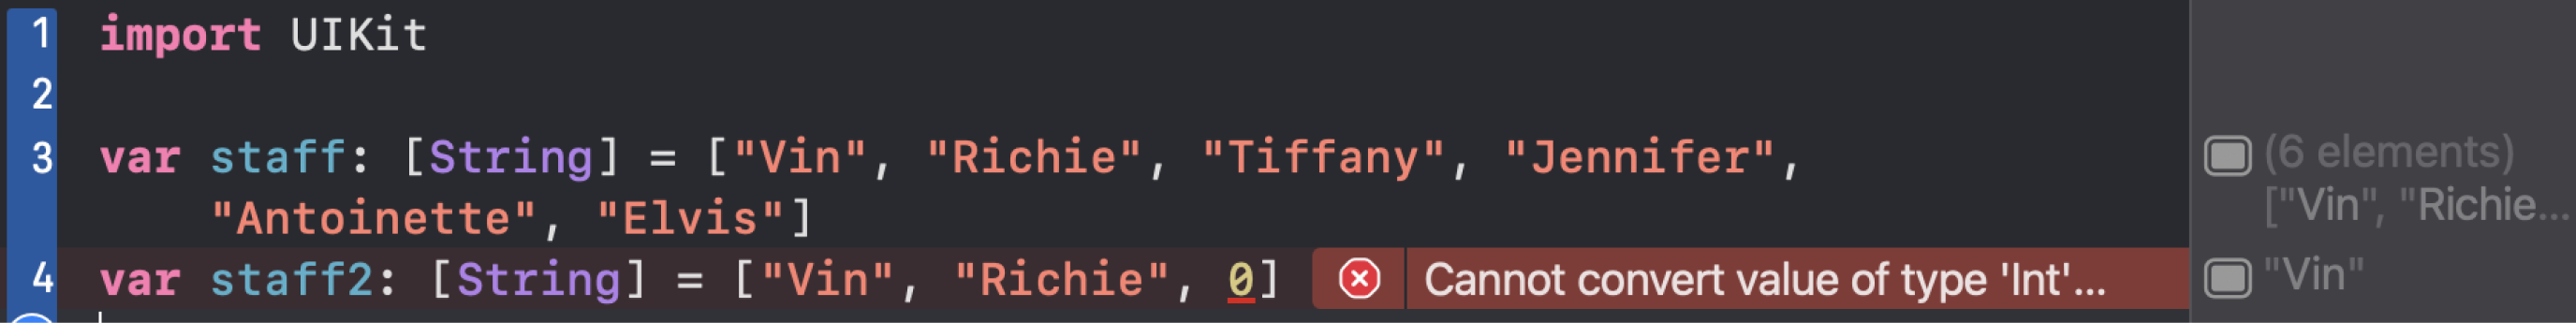 1 import UIKit
2
3 var staff: [String] = ["Vin", "Richie", "Tiffany", "Jennifer",
(6 elements)
"Antoinette", "Elvis"]
["Vin", "Richie...
4 var staff2: [String] = ["Vin", "Richie", 0]
Cannot convert value of type 'Int'...
"Vin"